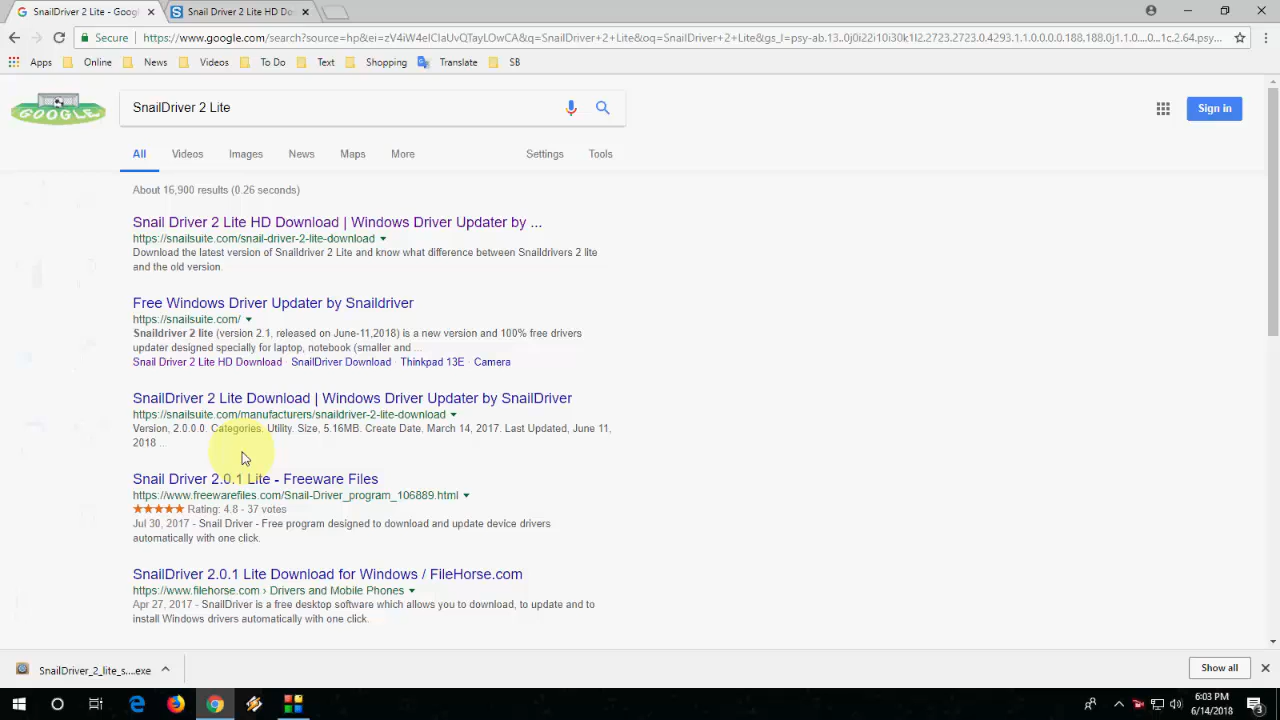 SnailDriver 2 Lite - Goog
Snail Driver 2 Lite HD Do
Secure
https://www.google.com/search?source=hp&ei=zV4iW4eICIaUvQTayLOwCA&q=SnailDriver+2+Lite&oq=SnailDriver+2+Lite&gs_l=psy-ab.13..0j0i22i10i30k1l2.2723.2723.0.4293.1.1.0.0.0.0.188.188.0j1.1.0....0...1c.2.64.psy...
Apps
Online
News
Videos
To Do
Text
Shopping
Translate
SB
GOOGLE
SnailDriver 2 Lite
Sign in
All
Videos
Images
News
Maps
More
Settings
Tools
About 16,900 results (0.26 seconds)
Snail Driver 2 Lite HD Download | Windows Driver Updater by ...
https://snailsuite.com/snail-driver-2-lite-download
Download the latest version of Snaildriver 2 Lite and know what difference between Snaildrivers 2 lite
and the old version.
Free Windows Driver Updater by Snaildriver
https://snailsuite.com/
Snaildriver 2 lite (version 2.1, released on June-11,2018) is a new version and 100% free drivers
updater designed specially for laptop, notebook (smaller and ...
Snail Driver 2 Lite HD Download · SnailDriver Download · Thinkpad 13E · Camera
SnailDriver 2 Lite Download | Windows Driver Updater by SnailDriver
https://snailsuite.com/manufacturers/snaildriver-2-lite-download
Version, 2.0.0.0. Categories. Utility. Size, 5.16MB. Create Date, March 14, 2017. Last Updated, June 11,
2018 ...
Snail Driver 2.0.1 Lite - Freeware Files
https://www.freewarefiles.com/Snail-Driver_program_106889.html
Rating: 4.8 - 37 votes
Jul 30, 2017 - Snail Driver - Free program designed to download and update device drivers
automatically with one click.
SnailDriver 2.0.1 Lite Download for Windows / FileHorse.com
https://www.filehorse.com › Drivers and Mobile Phones
Apr 27, 2017 - SnailDriver is a free desktop software which allows you to download, to update and to
install Windows drivers automatically with one click.
SnailDriver_2_lite_s....exe
Show all
6:03 PM
6/14/2018
3